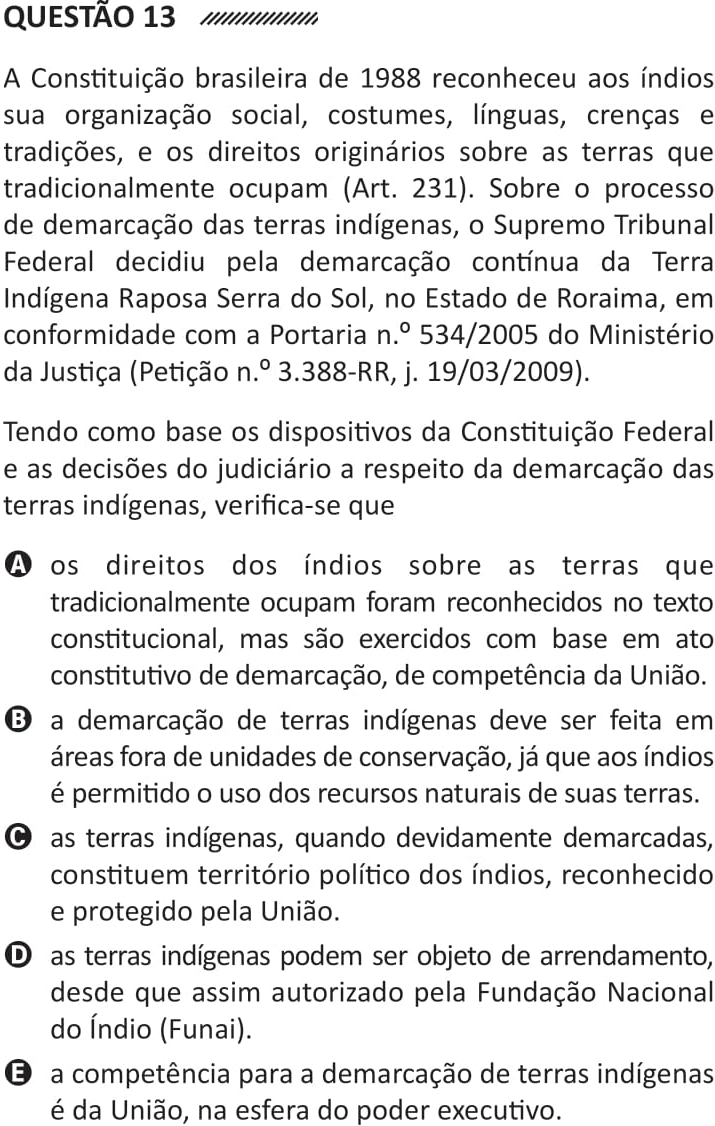 QUESTÃO 13
A Constituição brasileira de 1988 reconheceu aos índios
sua organização social, costumes, línguas, crenças e
tradições, e os direitos originários sobre as terras que
tradicionalmente ocupam (Art. 231). Sobre o processo
de demarcação das terras indígenas, o Supremo Tribunal
Federal decidiu pela demarcação contínua da Terra
Indígena Raposa Serra do Sol, no Estado de Roraima, em
conformidade com a Portaria n.º 534/2005 do Ministério
da Justiça (Petição n.º 3.388-RR, j. 19/03/2009).
Tendo como base os dispositivos da Constituição Federal
e as decisões do judiciário a respeito da demarcação das
terras indígenas, verifica-se que
A os direitos dos índios sobre as terras que
tradicionalmente ocupam foram reconhecidos no texto
constitucional, mas são exercidos com base em ato
constitutivo de demarcação, de competência da União.
B a demarcação de terras indígenas deve ser feita em
áreas fora de unidades de conservação, já que aos índios
é permitido o uso dos recursos naturais de suas terras.
C as terras indígenas, quando devidamente demarcadas,
constituem território político dos índios, reconhecido
e protegido pela União.
D as terras indígenas podem ser objeto de arrendamento,
desde que assim autorizado pela Fundação Nacional
do Índio (Funai).
E a competência para a demarcação de terras indígenas
é da União, na esfera do poder executivo.